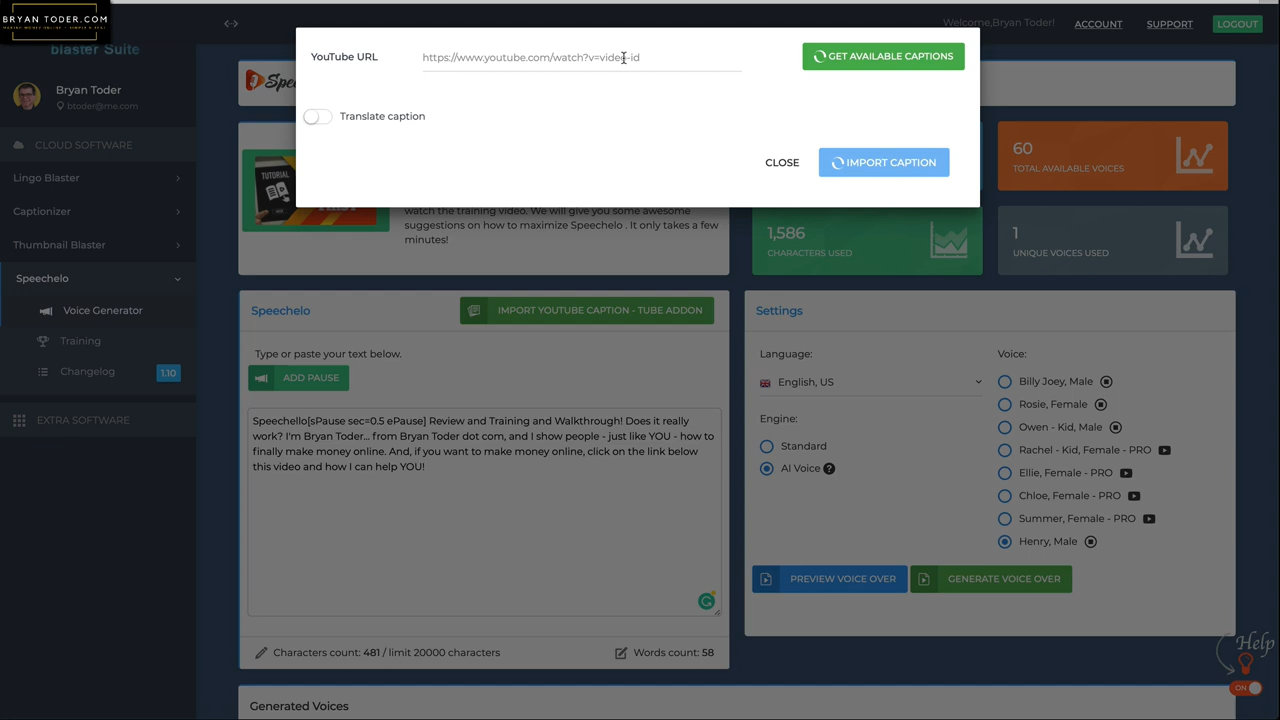 BRYAN TODER.COM
blaster Suite
Welcome,Bryan Toder!
ACCOUNT
SUPPORT
LOGOUT
YouTube URL
https://www.youtube.com/watch?v=video-id
GET AVAILABLE CAPTIONS
Translate caption
CLOSE
IMPORT CAPTION
Bryan Toder
btoder@me.com
CLOUD SOFTWARE
Lingo Blaster
Captionizer
Thumbnail Blaster
Speechelo
Voice Generator
Training
Changelog
1.10
EXTRA SOFTWARE
Spee
TUTORIAL
watch the training video. We will give you some awesome
suggestions on how to maximize Speechelo . It only takes a few
minutes!
60
TOTAL AVAILABLE VOICES
1,586
CHARACTERS USED
1
UNIQUE VOICES USED
Speechelo
IMPORT YOUTUBE CAPTION - TUBE ADDON
Type or paste your text below.
ADD PAUSE
Speechello[sPause sec=0.5 ePause] Review and Training and Walkthrough! Does it really
work? I'm Bryan Toder... from Bryan Toder dot com, and I show people - just like YOU - how to
finally make money online. And, if you want to make money online, click on the link below
this video and how I can help YOU!
Characters count: 481 / limit 20000 characters
Words count: 58
Settings
Language:
English, US
Engine:
Standard
AI Voice
Voice:
Billy Joey, Male
Rosie, Female
Owen - Kid, Male
Rachel - Kid, Female - PRO
Ellie, Female - PRO
Chloe, Female - PRO
Summer, Female - PRO
Henry, Male
PREVIEW VOICE OVER
GENERATE VOICE OVER
Help
ON
Generated Voices